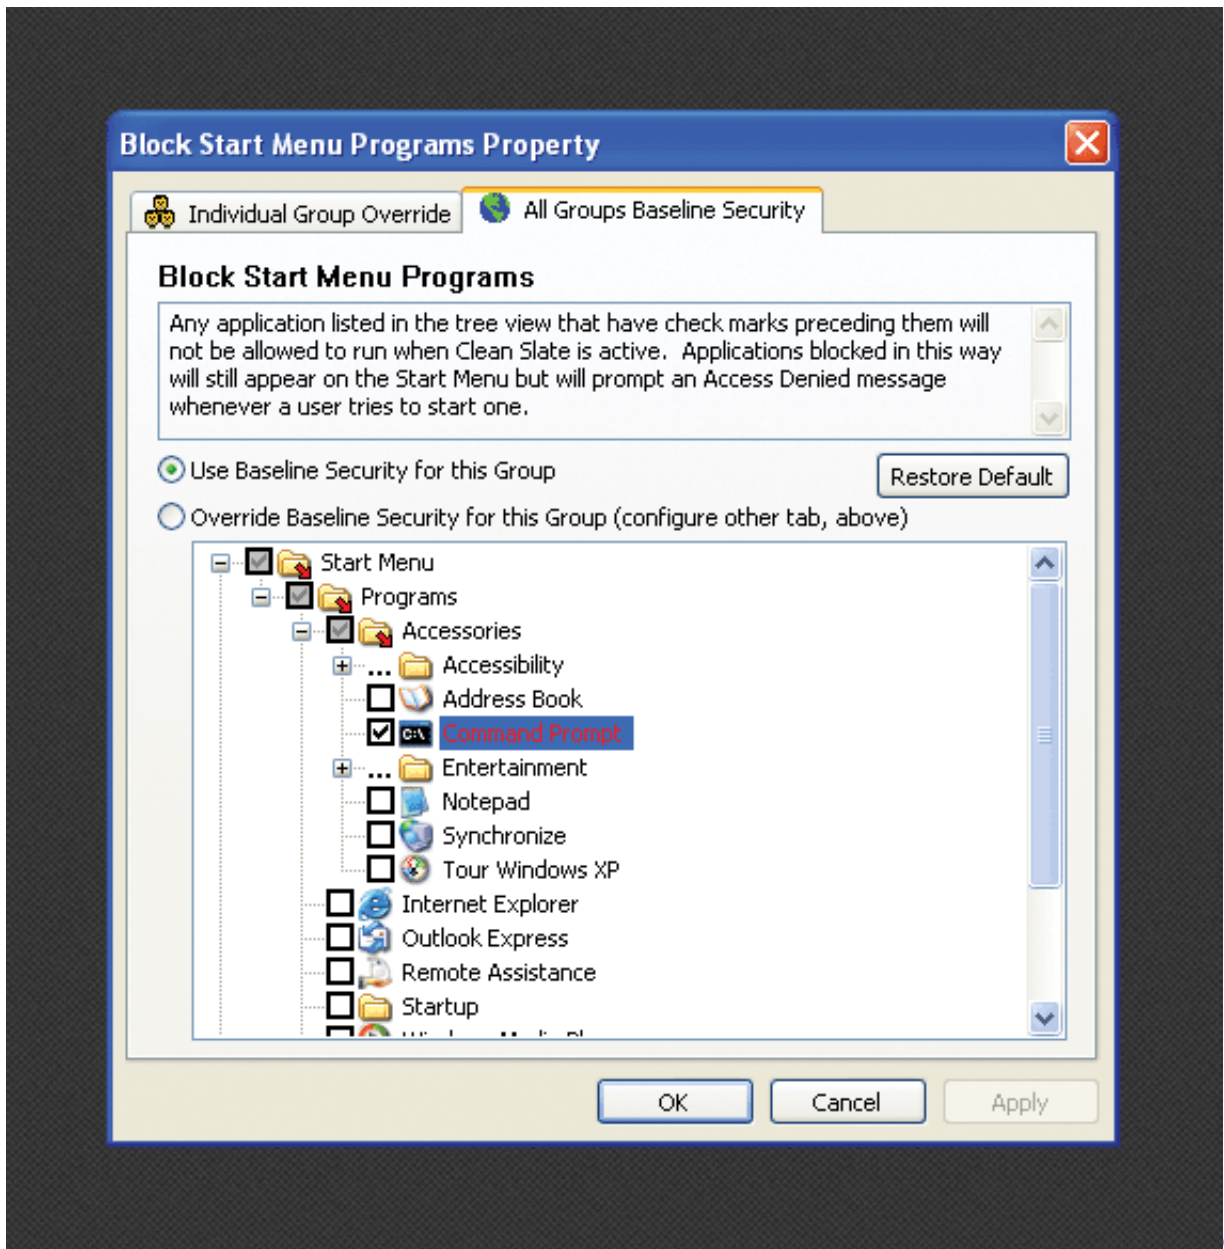 Block Start Menu Programs Property
Individual Group Override
All Groups Baseline Security
Block Start Menu Programs
Any application listed in the tree view that have check marks preceding them will
not be allowed to run when Clean Slate is active. Applications blocked in this way
will still appear on the Start Menu but will prompt an Access Denied message
whenever a user tries to start one.
Use Baseline Security for this Group
Restore Default
Override Baseline Security for this Group (configure other tab, above)
Start Menu
Programs
Accessories
... Accessibility
Address Book
C:\ Command Prompt
... Entertainment
Notepad
Synchronize
Tour Windows XP
Internet Explorer
Outlook Express
Remote Assistance
Startup
OK
Cancel
Apply